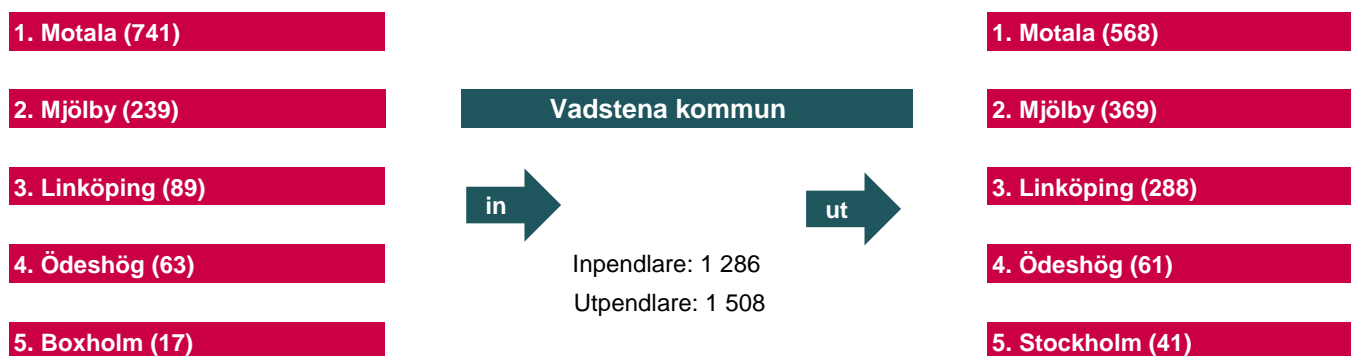 1. Motala (741)
2. Mjölby (239)
3. Linköping (89)
4. Ödeshög (63)
5. Boxholm (17)
Vadstena kommun
in
ut
Inpendlare: 1 286
Utpendlare: 1 508
1. Motala (568)
2. Mjölby (369)
3. Linköping (288)
4. Ödeshög (61)
5. Stockholm (41)